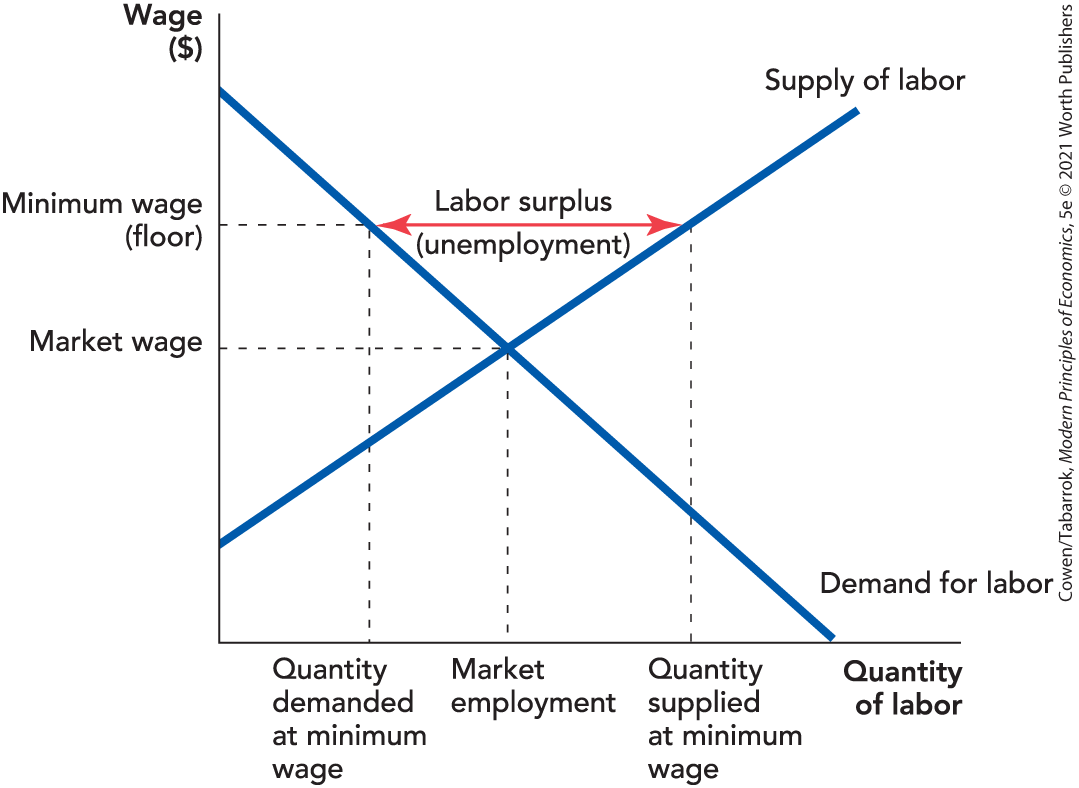 Wage
($)
Supply of labor
Minimum wage
(floor)
Labor surplus
(unemployment)
Market wage
Demand for labor
Quantity
demanded
at minimum
wage
Market
employment
Quantity
supplied
at minimum
wage
Quantity
of labor
Cowen/Tabarrok, Modern Principles of Economics, 5e © 2021 Worth Publishers